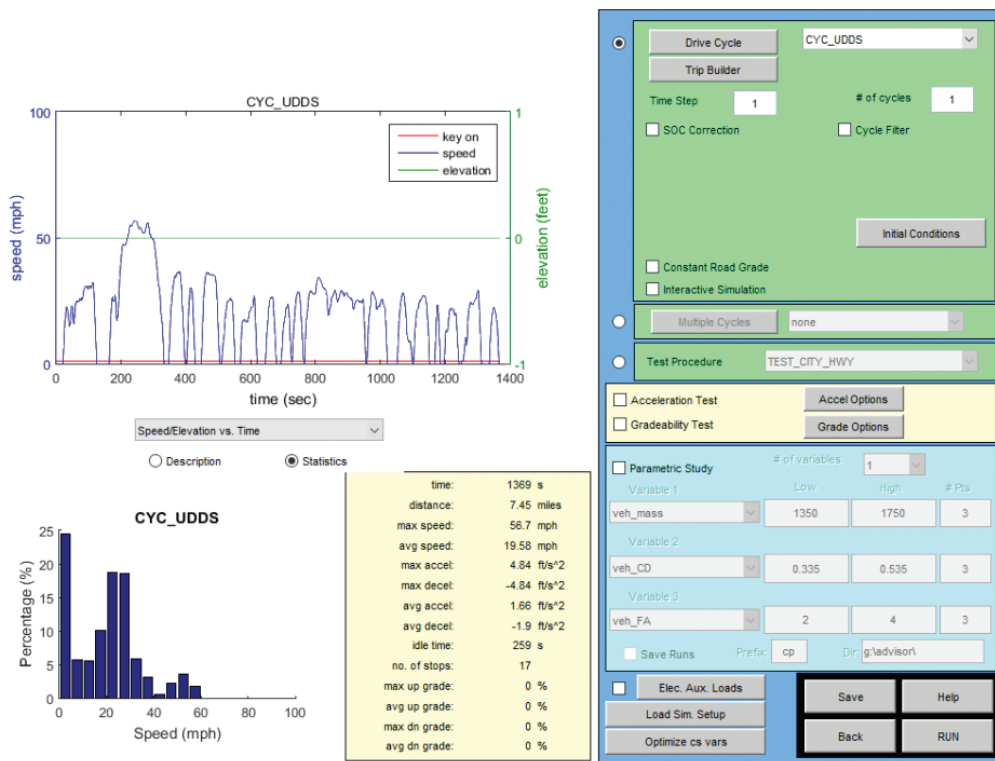 CYC_UDDS
100
50
0
speed (mph)
key on
speed
elevation
1
0
-1
elevation (feet)
0 200 400 600 800 1000 1200 1400
time (sec)
Speed/Elevation vs. Time
Description Statistics
CYC_UDDS
25
20
15
10
5
0
Percentage (%)
0 20 40 60 80 100
Speed (mph)
time: 1369 s
distance: 7.45 miles
max speed: 56.7 mph
avg speed: 19.58 mph
max accel: 4.84 ft/s^2
max decel: -4.84 ft/s^2
avg accel: 1.66 ft/s^2
avg decel: -1.9 ft/s^2
idle time: 259 s
no. of stops: 17
max up grade: 0 %
avg up grade: 0 %
max dn grade: 0 %
avg dn grade: 0 %
Drive Cycle CYC_UDDS
Trip Builder
Time Step 1 # of cycles 1
SOC Correction Cycle Filter
Initial Conditions
Constant Road Grade
Interactive Simulation
Multiple Cycles none
Test Procedure TEST_CITY_HWY
Acceleration Test Accel Options
Gradeability Test Grade Options
Parametric Study # of variables 1
Variable 1 Low High # Pts
veh_mass 1350 1750 3
Variable 2
veh_CD 0.335 0.535 3
Variable 3
veh_FA 2 4 3
Save Runs Prefix: cp Dir: g:\advisor\
Elec. Aux. Loads
Load Sim. Setup
Optimize cs vars
Save Help
Back RUN